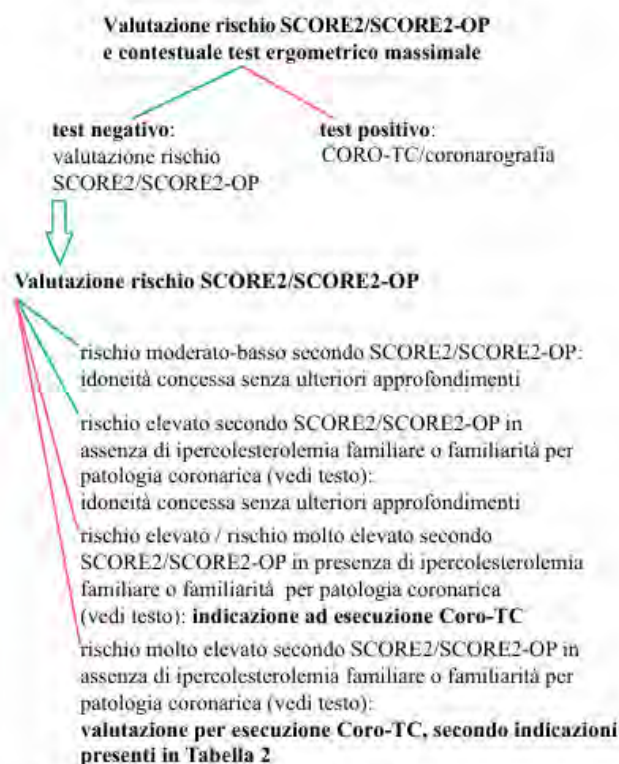 Valutazione rischio SCORE2/SCORE2-OP
e contestuale test ergometrico massimale
test negativo:
valutazione rischio
SCORE2/SCORE2-OP
test positivo:
CORO-TC/coronarografia
Valutazione rischio SCORE2/SCORE2-OP
rischio moderato-basso secondo SCORE2/SCORE2-OP:
idoneità concessa senza ulteriori approfondimenti
rischio elevato secondo SCORE2/SCORE2-OP in
assenza di ipercolesterolemia familiare o familiarità per
patologia coronarica (vedi testo):
idoneità concessa senza ulteriori approfondimenti
rischio elevato / rischio molto elevato secondo
SCORE2/SCORE2-OP in presenza di ipercolesterolemia
familiare o familiarità per patologia coronarica
(vedi testo): indicazione ad esecuzione Coro-TC
rischio molto elevato secondo SCORE2/SCORE2-OP in
assenza di ipercolesterolemia familiare o familiarità per
patologia coronarica (vedi testo):
valutazione per esecuzione Coro-TC, secondo indicazioni
presenti in Tabella 2